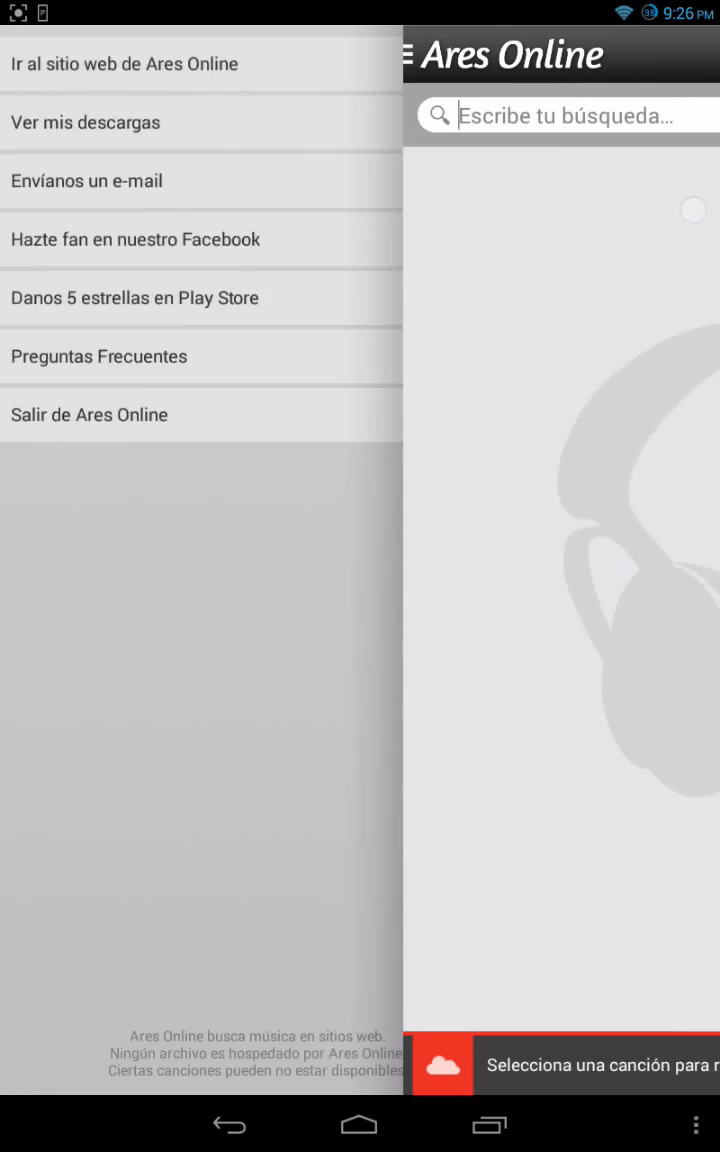 35 9:26 PM
Ir al sitio web de Ares Online
Ver mis descargas
Envíanos un e-mail
Hazte fan en nuestro Facebook
Danos 5 estrellas en Play Store
Preguntas Frecuentes
Salir de Ares Online
Ares Online busca música en sitios web.
Ningún archivo es hospedado por Ares Online
Ciertas canciones pueden no estar disponibles
Ares Online
Escribe tu búsqueda...
Selecciona una canción para r